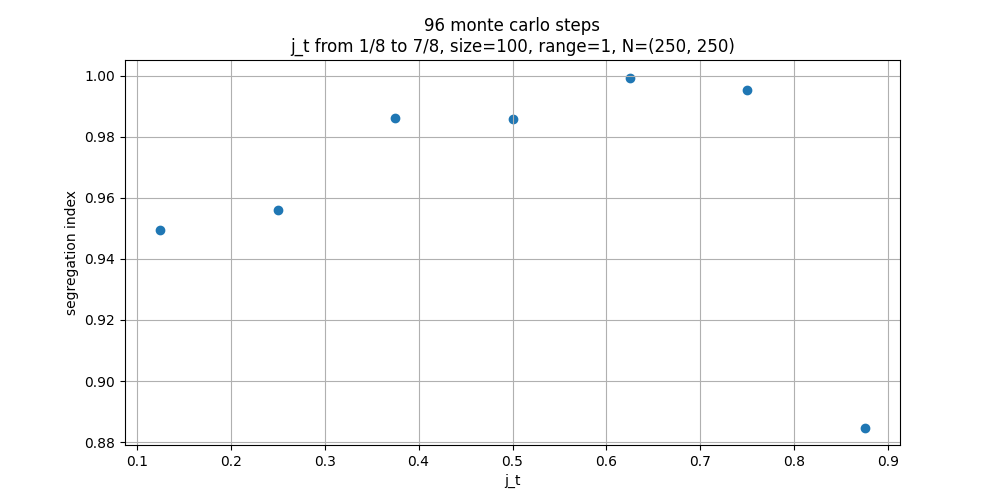 96 monte carlo steps
j_t from 1/8 to 7/8, size=100, range=1, N=(250, 250)
segregation index
1.00
0.98
0.96
0.94
0.92
0.90
0.88
0.1 0.2 0.3 0.4 0.5 0.6 0.7 0.8 0.9
j_t